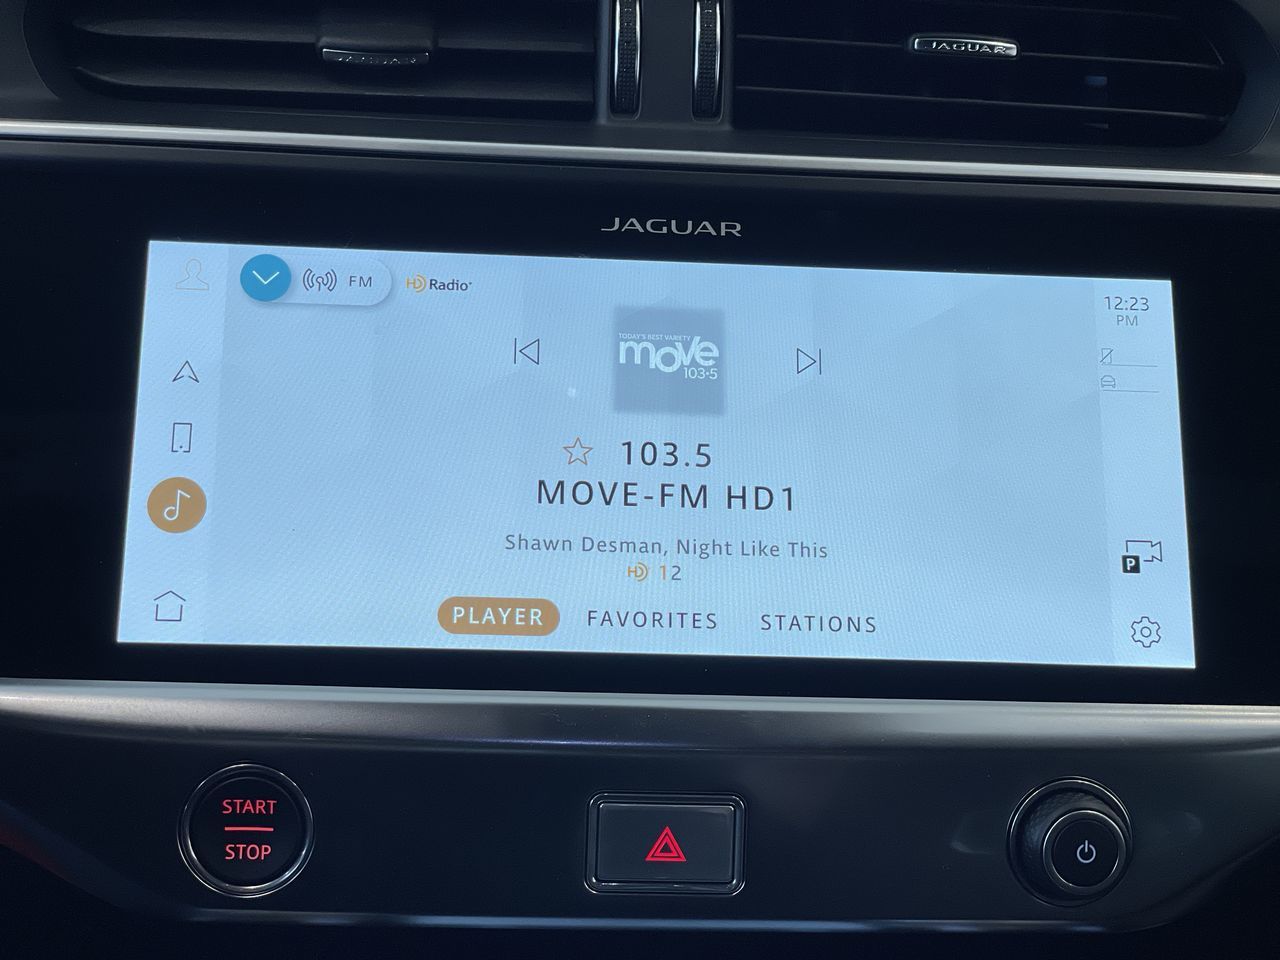 JAGUAR
JAGUAR
JAGUAR
FM
HD Radio
12:23
PM
TODAY'S BEST VARIETY
move
103.5
103.5
MOVE-FM HD1
Shawn Desman, Night Like This
HD 12
P
PLAYER FAVORITES STATIONS
START
STOP